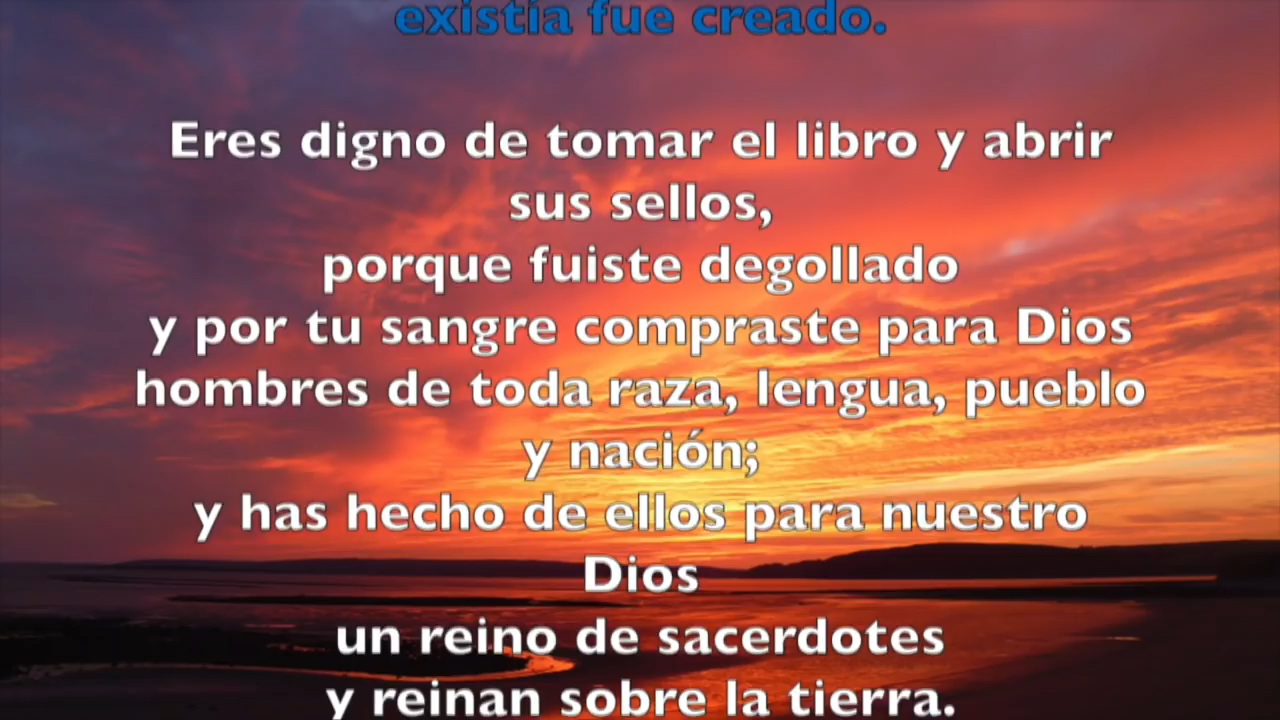 existía fue creado.
Eres digno de tomar el libro y abrir
sus sellos,
porque fuiste degollado
y por tu sangre compraste para Dios
hombres de toda raza, lengua, pueblo
y nación;
y has hecho de ellos para nuestro
Dios
un reino de sacerdotes
y reinan sobre la tierra.